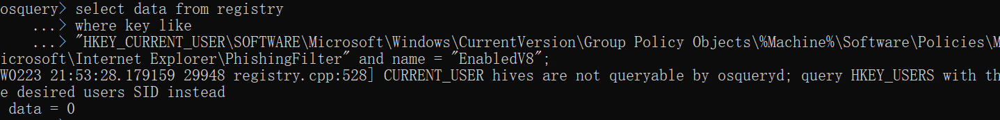 osquery> select data from registry
    ...> where key like
    ...> "HKEY_CURRENT_USER\SOFTWARE\Microsoft\Windows\CurrentVersion\Group Policy Objects\%Machine%\Software\Policies\M
icrosoft\Internet Explorer\PhishingFilter" and name = "EnabledV8";
W0223 21:53:28.179159 29948 registry.cpp:528] CURRENT_USER hives are not queryable by osqueryd; query HKEY_USERS with th
e desired users SID instead
 data = 0